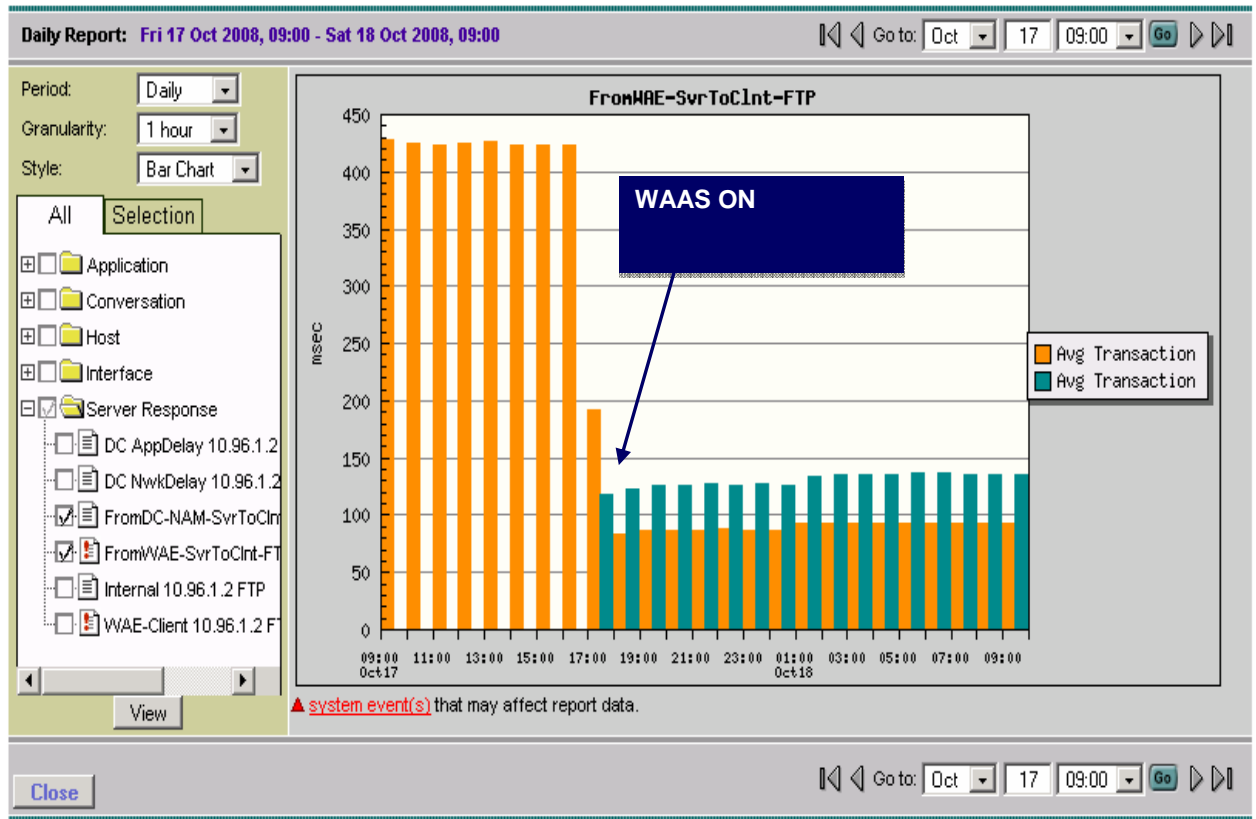 Daily Report: Fri 17 Oct 2008, 09:00 - Sat 18 Oct 2008, 09:00
Go to: Oct 17 09:00 Go
Period: Daily
Granularity: 1 hour
Style: Bar Chart
All Selection
Application
Conversation
Host
Interface
Server Response
DC AppDelay 10.96.1.2
DC NwkDelay 10.96.1.2
FromDC-NAM-SvrToCln
FromWAE-SvrToClnt-FT
Internal 10.96.1.2 FTP
WAE-Client 10.96.1.2 F
View
FromWAE-SvrToClnt-FTP
450
400
350
300
250
200
150
100
50
0
msec
WAAS ON
Avg Transaction
Avg Transaction
09:00 11:00 13:00 15:00 17:00 19:00 21:00 23:00 01:00 03:00 05:00 07:00 09:00
Oct17 Oct18
system event(s) that may affect report data.
Close
Go to: Oct 17 09:00 Go